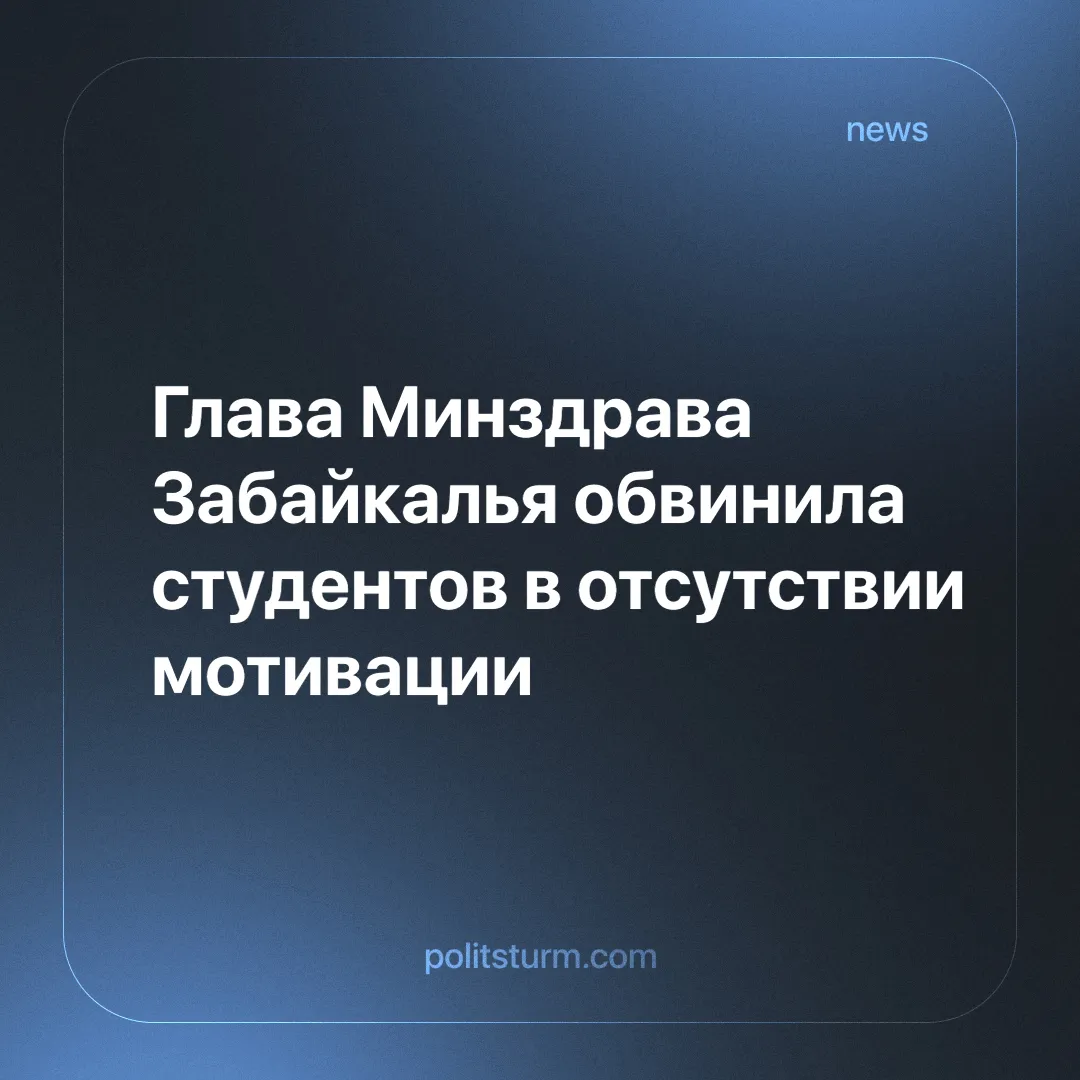 news
Глава Минздрава
Забайкалья обвинила
студентов в отсутствии
мотивации
politsturm.com